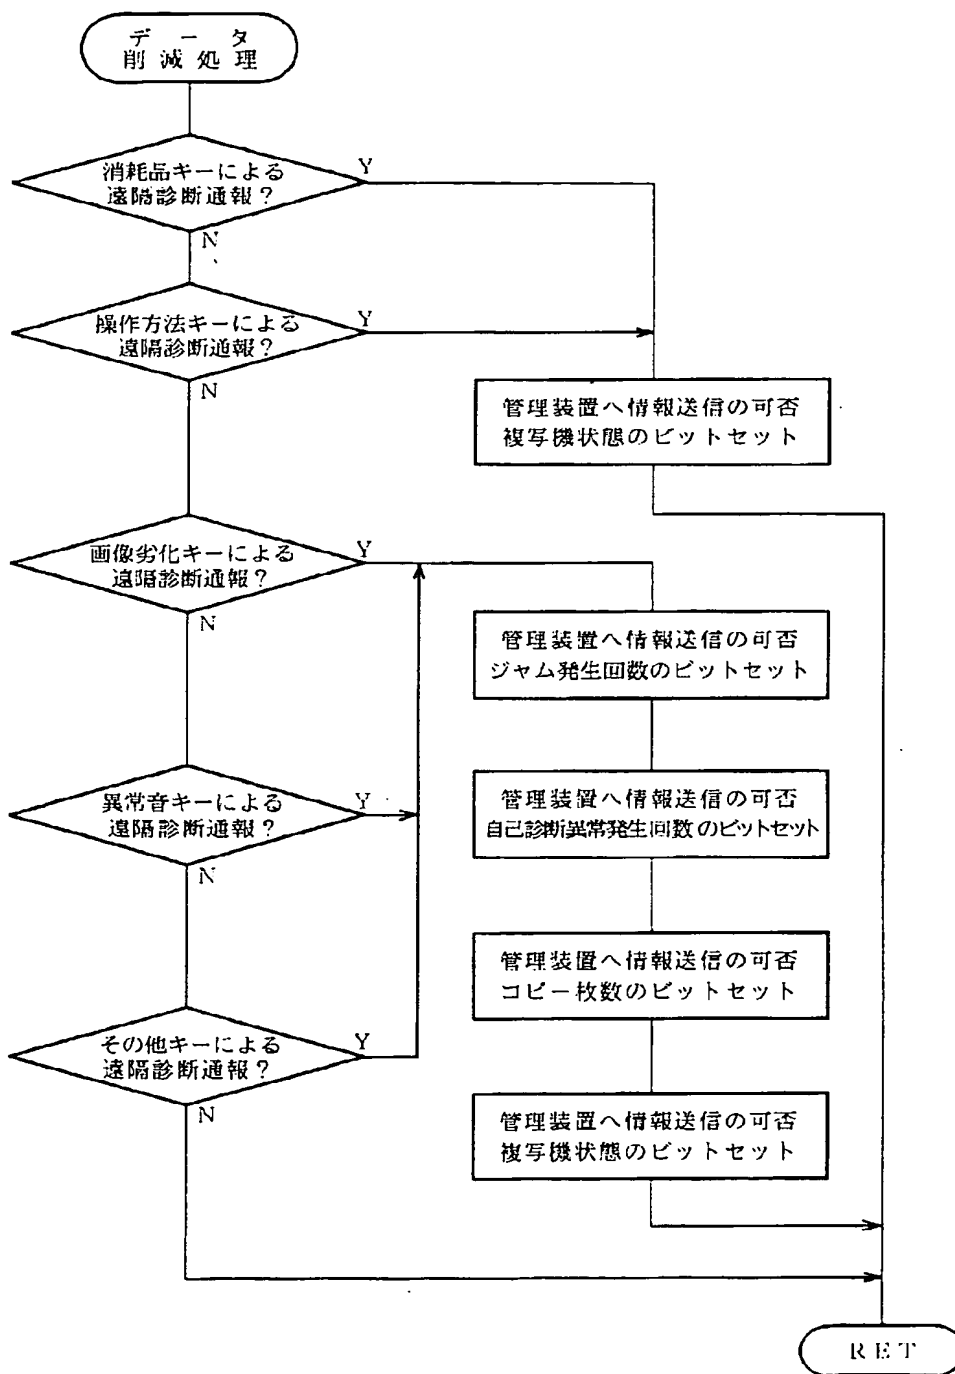 データ
削減処理
消耗品キーによる
遠隔診断通報?
Y
N
操作方法キーによる
遠隔診断通報?
Y
N
管理装置へ情報送信の可否
複写機状態のビットセット
画像劣化キーによる
遠隔診断通報?
Y
N
管理装置へ情報送信の可否
ジャム発生回数のビットセット
異常音キーによる
遠隔診断通報?
Y
N
管理装置へ情報送信の可否
自己診断異常発生回数のビットセット
管理装置へ情報送信の可否
コピー枚数のビットセット
その他キーによる
遠隔診断通報?
Y
N
管理装置へ情報送信の可否
複写機状態のビットセット
RET